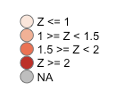 Z <= 1
1 >= Z < 1.5
1.5 >= Z < 2
Z >= 2
NA